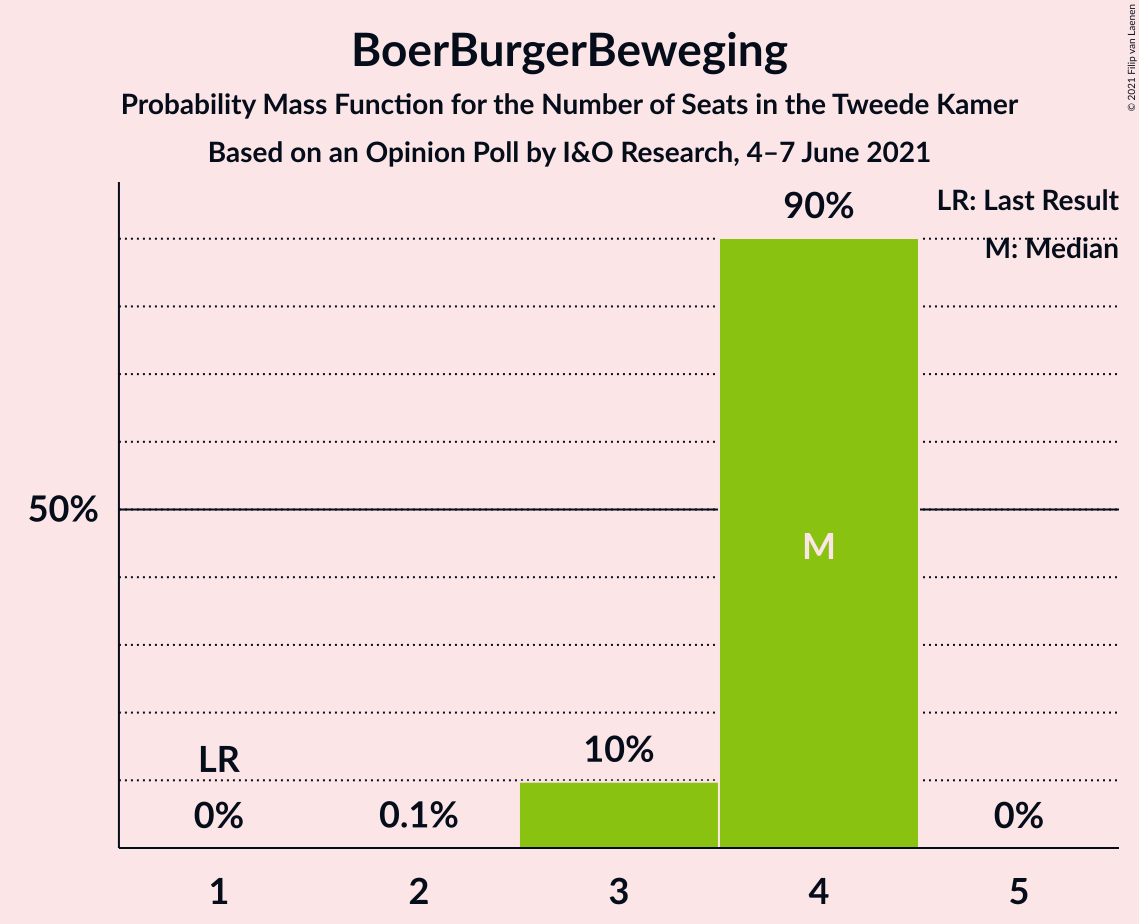 BoerBurgerBeweging
Probability Mass Function for the Number of Seats in the Tweede Kamer
Based on an Opinion Poll by I&O Research, 4–7 June 2021
© 2021 Filip van Laenen
LR: Last Result
M: Median
90%
50%
M
10%
LR
0%
0.1%
0%
1
2
3
4
5